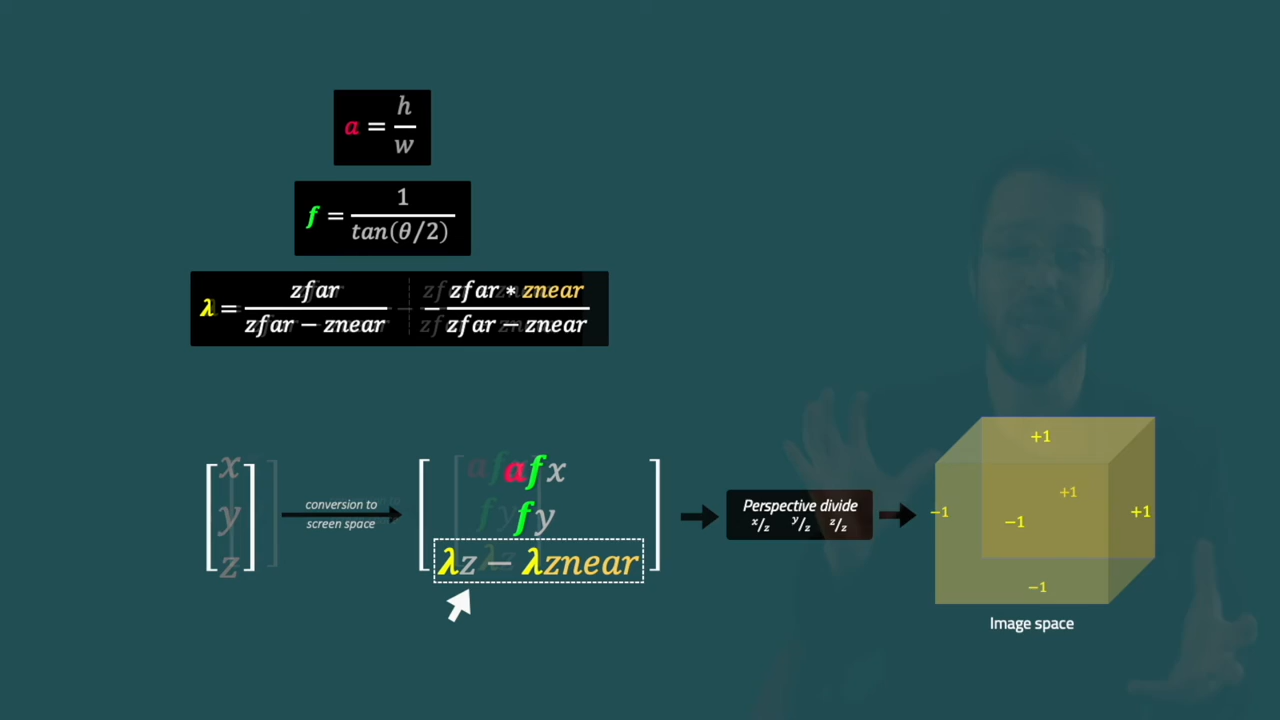 a = h/w
f = 1/tan(θ/2)
λ = zfar/zfar − znear − zfar * znear/zfar − znear
[x y z]
conversion to
screen space
afx
fy
λz − λznear
Perspective divide
x/z y/z z/z
+1
+1
−1
−1
+1
−1
Image space